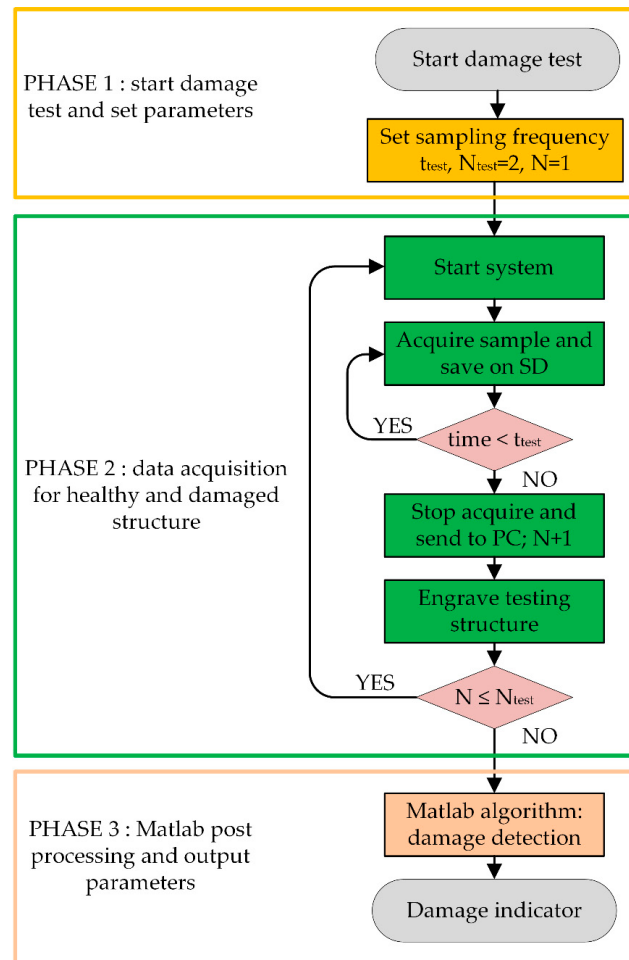 PHASE 1 : start damage
test and set parameters
Start damage test
Set sampling frequency
ttest, Ntest=2, N=1
PHASE 2 : data acquisition
for healthy and damaged
structure
Start system
Acquire sample and
save on SD
YES
time < ttest
NO
Stop acquire and
send to PC; N+1
Engrave testing
structure
YES
N ≤ Ntest
NO
PHASE 3 : Matlab post
processing and output
parameters
Matlab algorithm:
damage detection
Damage indicator